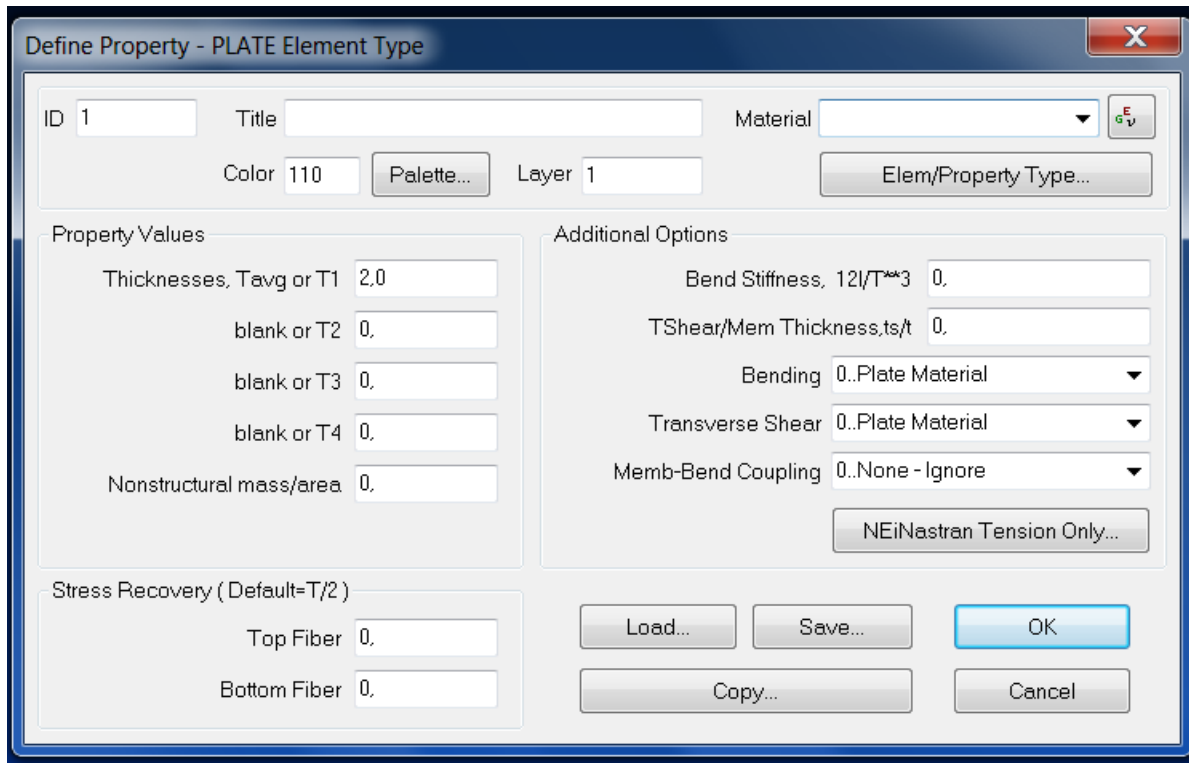 Define Property - PLATE Element Type
X
ID 1 Title Material G E ν
Color 110 Palette... Layer 1 Elem/Property Type...
Property Values
Thicknesses, Tavg or T1 2,0
blank or T2 0,
blank or T3 0,
blank or T4 0,
Nonstructural mass/area 0,
Additional Options
Bend Stiffness, 12I/T**3 0,
TShear/Mem Thickness,ts/t 0,
Bending 0..Plate Material
Transverse Shear 0..Plate Material
Memb-Bend Coupling 0..None - Ignore
NEiNastran Tension Only...
Stress Recovery ( Default=T/2 )
Top Fiber 0,
Bottom Fiber 0,
Load... Save... OK
Copy... Cancel